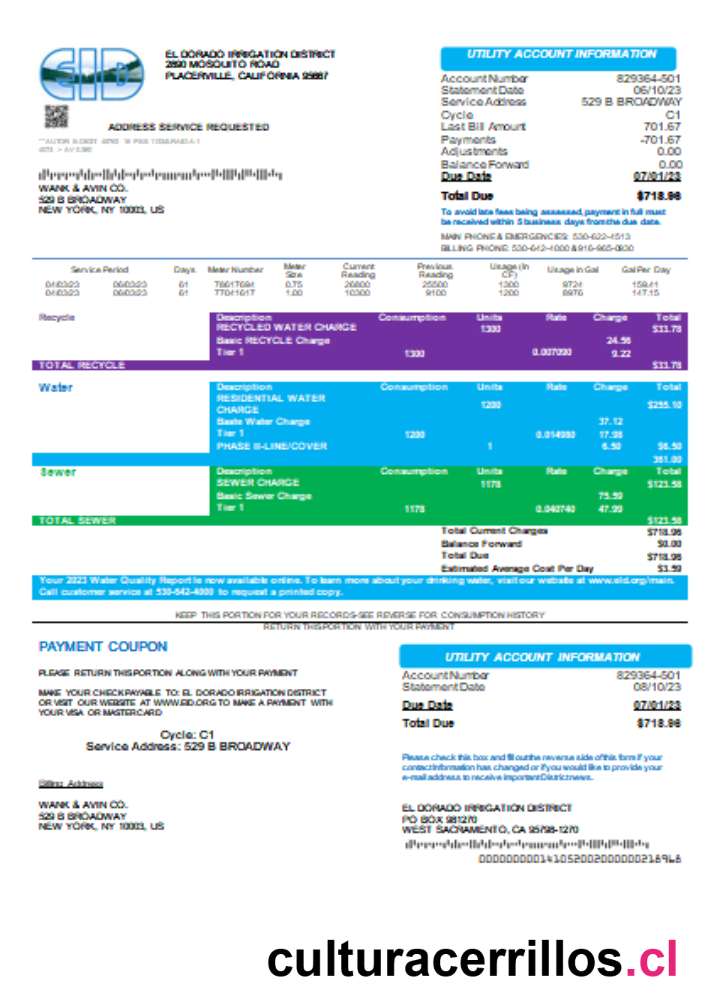 EID
EL DORADO IRRIGATION DISTRICT
2890 MOSQUITO ROAD
PLACERVILLE, CALIFORNIA 95667
ADDRESS SERVICE REQUESTED
WANK & AVIN CO.
529 B BROADWAY
NEW YORK, NY 10003, US
UTILITY ACCOUNT INFORMATION
Account Number 829364-501
Statement Date 06/10/23
Service Address 529 B BROADWAY
Cycle C1
Last Bill Amount 701.67
Payments -701.67
Adjustments 0.00
Balance Forward 0.00
Due Date 07/01/23
Total Due $718.96
To avoid late fees being assessed, payment in full must
be received within 5 business days from the due date.
MAIN PHONE & EMERGENCIES: 530-622-4513
BILLING PHONE: 530-642-4000 & 916-965-0930
Service Period Days Meter Number Meter Size Current Reading Previous Reading Usage (in CF) Usage in Gal Gal Per Day
04/03/23 06/03/23 61 78617694 0.75 26800 25500 1300 9724 159.41
04/03/23 06/03/23 61 77041617 1.00 10300 9100 1200 8976 147.15
Recycle Description Consumption Units Rate Charge Total
RECYCLED WATER CHARGE 1300 $33.78
Basic RECYCLE Charge 24.56
Tier 1 1300 0.007090 9.22
TOTAL RECYCLE $33.78
Water Description Consumption Units Rate Charge Total
RESIDENTIAL WATER
CHARGE 1200 $255.10
Basic Water Charge 37.12
Tier 1 1200 0.014980 17.98
PHASE III-LINE/COVER 1 6.50 $6.50
361.00
Sewer Description Consumption Units Rate Charge Total
SEWER CHARGE 1178 $123.58
Basic Sewer Charge 75.59
Tier 1 1178 0.040740 47.99
TOTAL SEWER $123.58
Total Current Charges $718.96
Balance Forward $0.00
Total Due $718.96
Estimated Average Cost Per Day $3.59
Your 2023 Water Quality Report is now available online. To learn more about your drinking water, visit our website at www.eid.org/main.
Call customer service at 530-642-4000 to request a printed copy.
KEEP THIS PORTION FOR YOUR RECORDS-SEE REVERSE FOR CONSUMPTION HISTORY
RETURN THIS PORTION WITH YOUR PAYMENT
PAYMENT COUPON
PLEASE RETURN THIS PORTION ALONG WITH YOUR PAYMENT
MAKE YOUR CHECK PAYABLE TO: EL DORADO IRRIGATION DISTRICT
OR VISIT OUR WEBSITE AT WWW.EID.ORG TO MAKE A PAYMENT WITH
YOUR VISA OR MASTERCARD
Cycle: C1
Service Address: 529 B BROADWAY
Billing Address
WANK & AVIN CO.
529 B BROADWAY
NEW YORK, NY 10003, US
UTILITY ACCOUNT INFORMATION
Account Number 829364-501
Statement Date 08/10/23
Due Date 07/01/23
Total Due $718.96
Please check this box and fill out the reverse side of this form if your
contact information has changed or if you would like to provide your
e-mail address to receive important District news.
EL DORADO IRRIGATION DISTRICT
PO BOX 981270
WEST SACRAMENTO, CA 95798-1270
culturacerrillos.cl